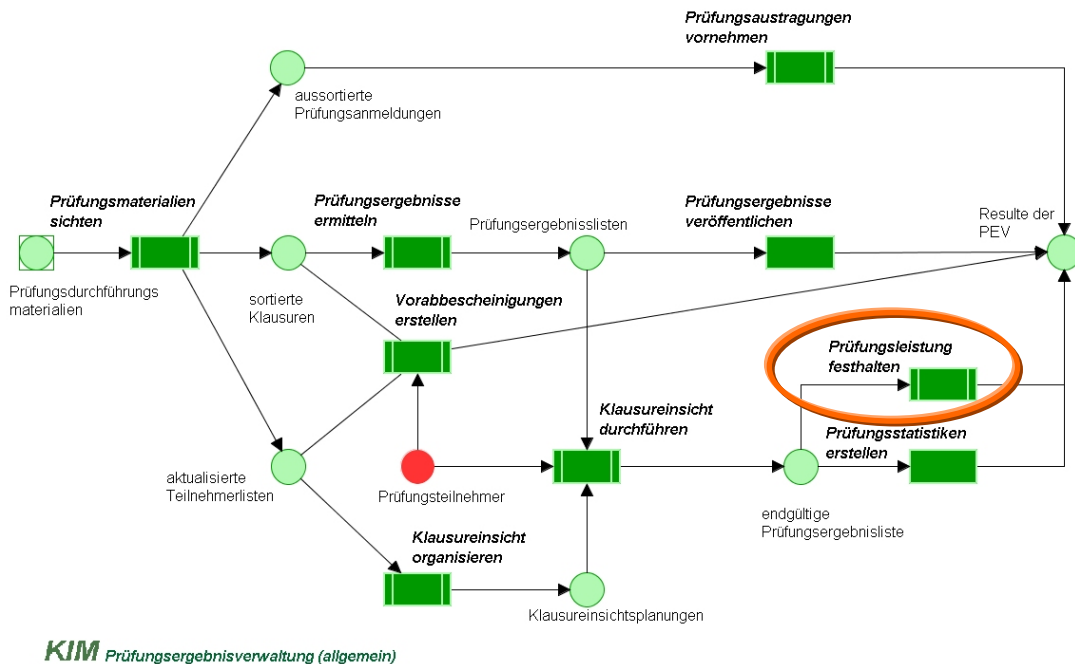 Prüfungsaustragungen
vornehmen
aussortierte
Prüfungsanmeldungen
Prüfungsmaterialien
sichten
Prüfungsergebnisse
ermitteln
Prüfungsergebnisslisten
Prüfungsergebnisse
veröffentlichen
Resulte der
PEV
Prüfungsdurchführungs
materialien
sortierte
Klausuren
Vorabbescheinigungen
erstellen
Prüfungsleistung
festhalten
Klausureinsicht
durchführen
Prüfungsstatistiken
erstellen
aktualisierte
Teilnehmerlisten
Prüfungsteilnehmer
endgültige
Prüfungsergebnisliste
Klausureinsicht
organisieren
Klausureinsichtsplanungen
KIM Prüfungsergebnisverwaltung (allgemein)